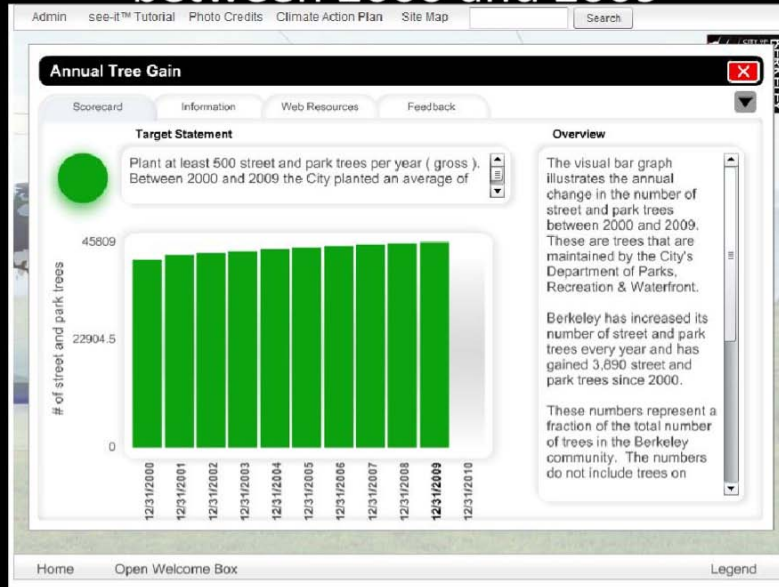 between 2000 and 2009
Admin see-it™ Tutorial Photo Credits Climate Action Plan Site Map Search
CITY OF
BERKELEY
Annual Tree Gain
Scorecard Information Web Resources Feedback
Target Statement
Plant at least 500 street and park trees per year ( gross ).
Between 2000 and 2009 the City planted an average of
# of street and park trees
45809
22904.5
0
12/31/2000
12/31/2001
12/31/2002
12/31/2003
12/31/2004
12/31/2005
12/31/2006
12/31/2007
12/31/2008
12/31/2009
12/31/2010
Overview
The visual bar graph
illustrates the annual
change in the number of
street and park trees
between 2000 and 2009.
These are trees that are
maintained by the City's
Department of Parks,
Recreation & Waterfront.
Berkeley has increased its
number of street and park
trees every year and has
gained 3,890 street and
park trees since 2000.
These numbers represent a
fraction of the total number
of trees in the Berkeley
community. The numbers
do not include trees on
Home Open Welcome Box Legend